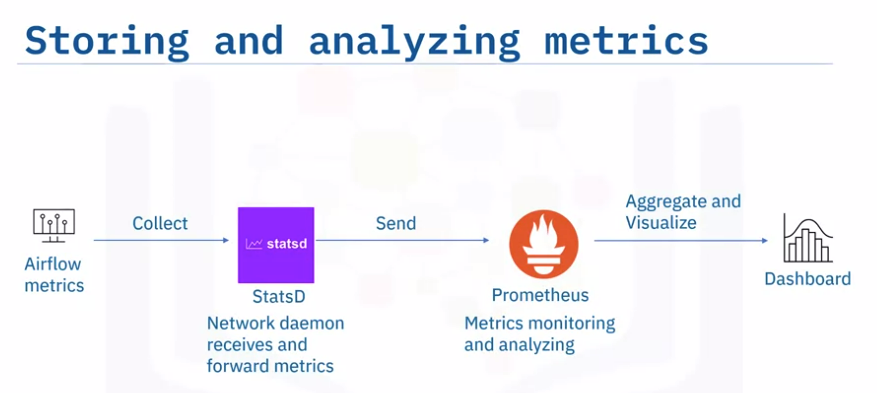 Storing and analyzing metrics
Collect
Send
Aggregate and
Visualize
statsd
Airflow
metrics
StatsD
Prometheus
Dashboard
Network daemon
receives and
forward metrics
Metrics monitoring
and analyzing